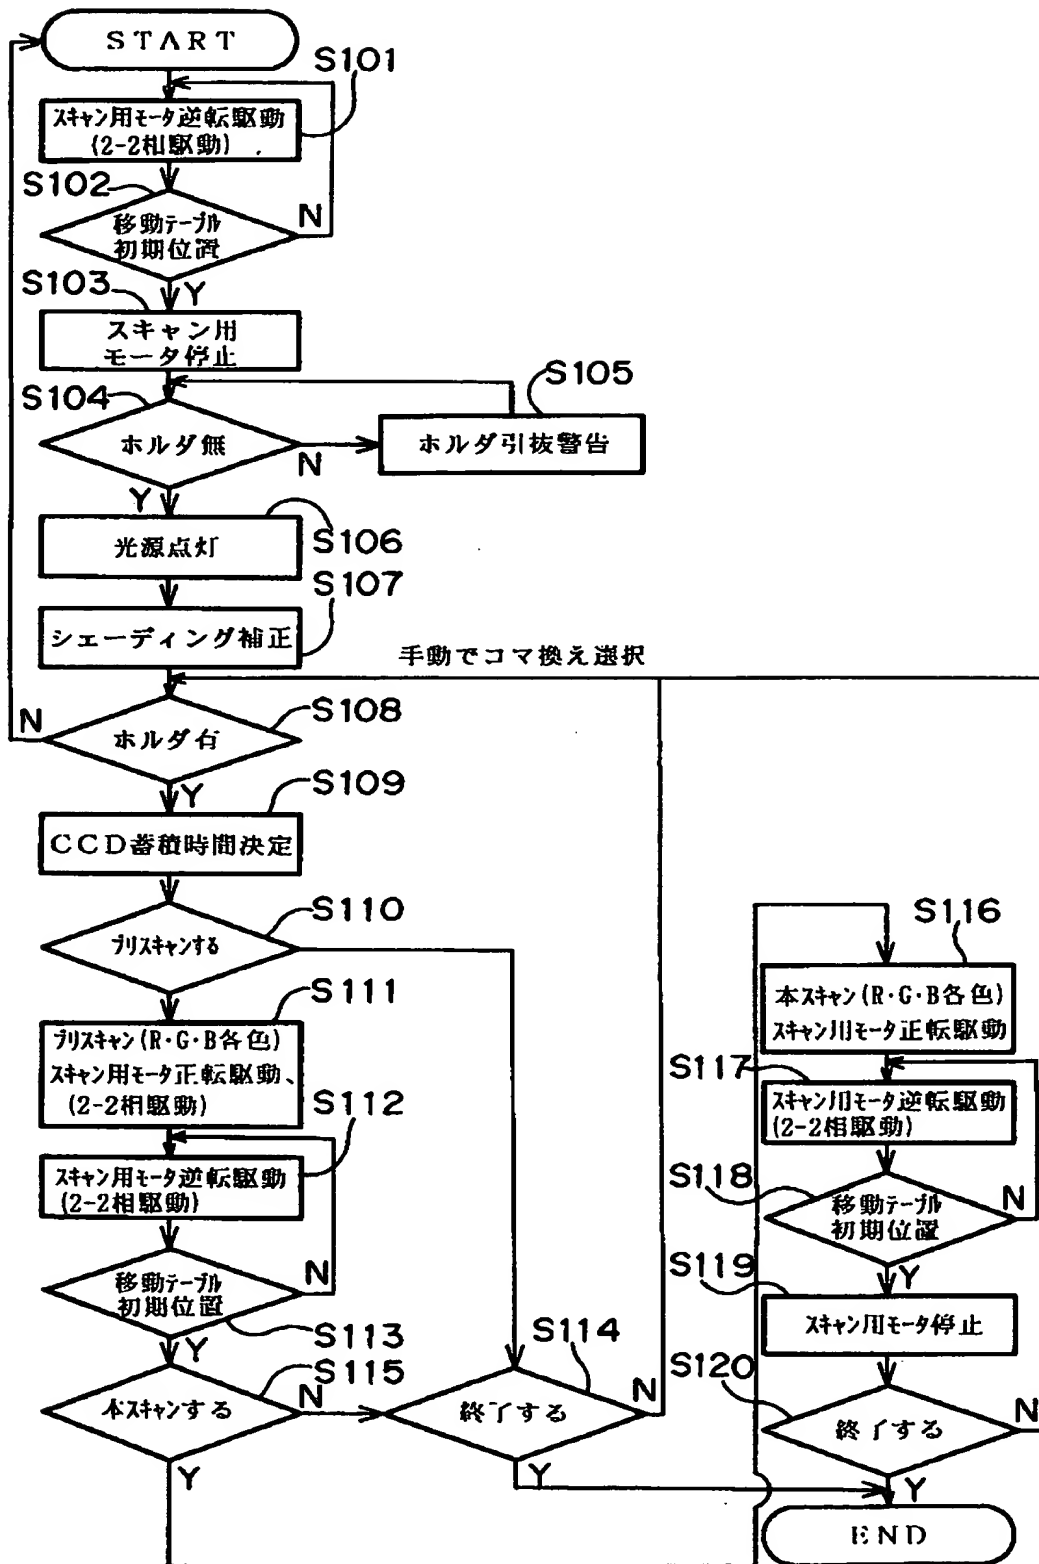 START
S101
スキャン用モータ逆転駆動
(2-2相駆動)
S102
移動テーブル
初期位置
N
Y
S103
スキャン用
モータ停止
S104
ホルダ無
N
Y
S105
ホルダ引抜警告
光源点灯
S106
シェーディング補正
S107
手動でコマ換え選択
N
ホルダ有
S108
Y
S109
CCD蓄積時間決定
S110
プリスキャンする
S111
プリスキャン(R・G・B各色)
スキャン用モータ正転駆動、
(2-2相駆動)
S112
スキャン用モータ逆転駆動
(2-2相駆動)
移動テーブル
初期位置
N
S113
Y
S115
本スキャンする
N
Y
S114
終了する
N
Y
S116
本スキャン(R・G・B各色)
スキャン用モータ正転駆動
S117
スキャン用モータ逆転駆動
(2-2相駆動)
S118
移動テーブル
初期位置
N
Y
S119
スキャン用モータ停止
S120
終了する
N
Y
END